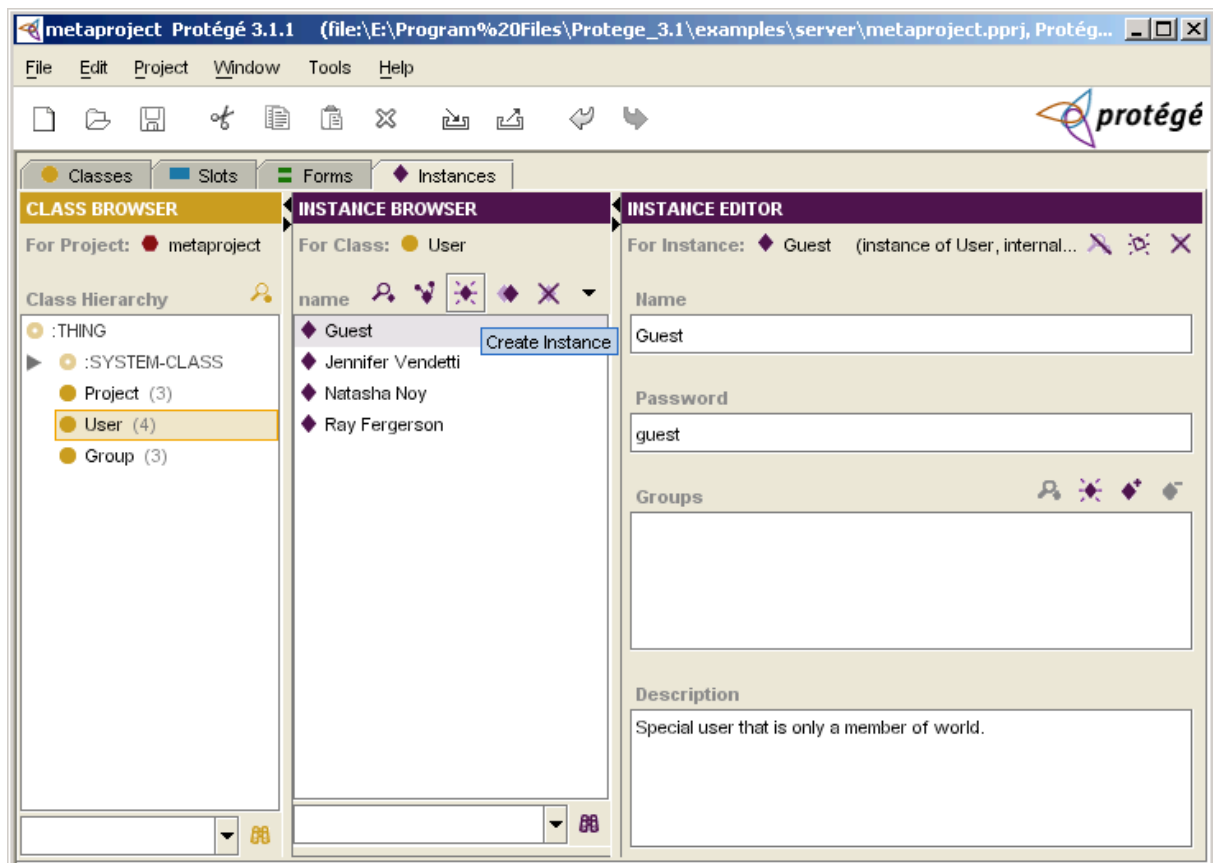 metaproject Protégé 3.1.1 (file:\E:\Program%20Files\Protege_3.1\examples\server\metaproject.pprj, Protég...
File Edit Project Window Tools Help
protégé
Classes Slots Forms Instances
CLASS BROWSER
For Project: metaproject
Class Hierarchy
:THING
:SYSTEM-CLASS
Project (3)
User (4)
Group (3)
INSTANCE BROWSER
For Class: User
name
Guest
Create Instance
Jennifer Vendetti
Natasha Noy
Ray Fergerson
INSTANCE EDITOR
For Instance: Guest (instance of User, internal...
Name
Guest
Password
guest
Groups
Description
Special user that is only a member of world.